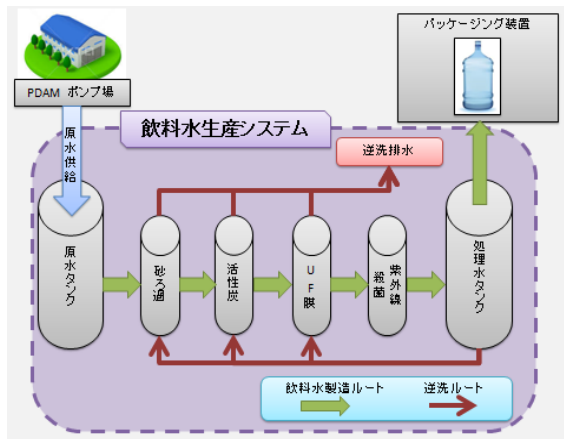 パッケージング装置
PDAM ポンプ場
飲料水生産システム
原水供給
逆洗排水
原水タンク
砂ろ過
活性炭
UF膜
紫外線
殺菌
処理水タンク
飲料水製造ルート
逆洗ルート